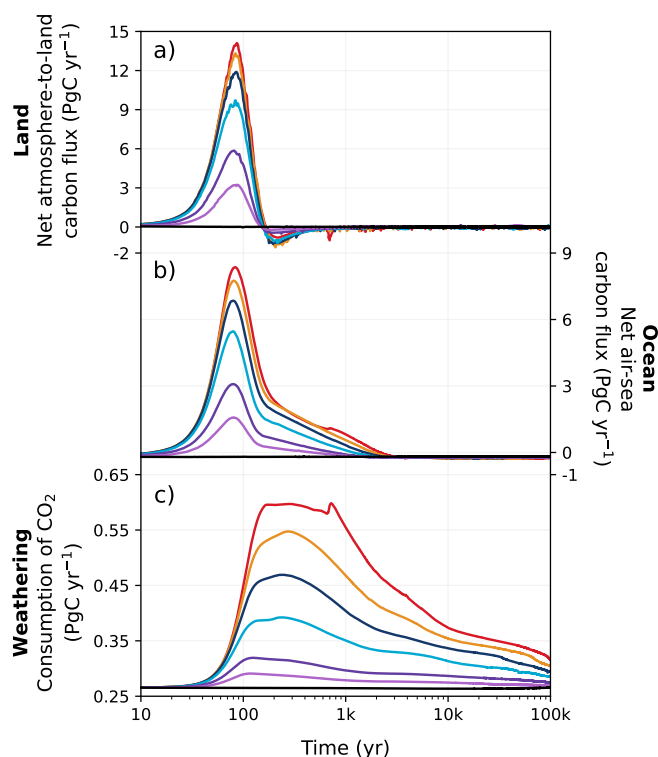 Land
Net atmosphere-to-land
carbon flux (PgC yr⁻¹)
a)
15
12
9
6
3
0
-2
b)
9
6
3
0
-1
Ocean
Net air-sea
carbon flux (PgC yr⁻¹)
Weathering
Consumption of CO₂
(PgC yr⁻¹)
c)
0.65
0.55
0.45
0.35
0.25
10
100
1k
10k
100k
Time (yr)